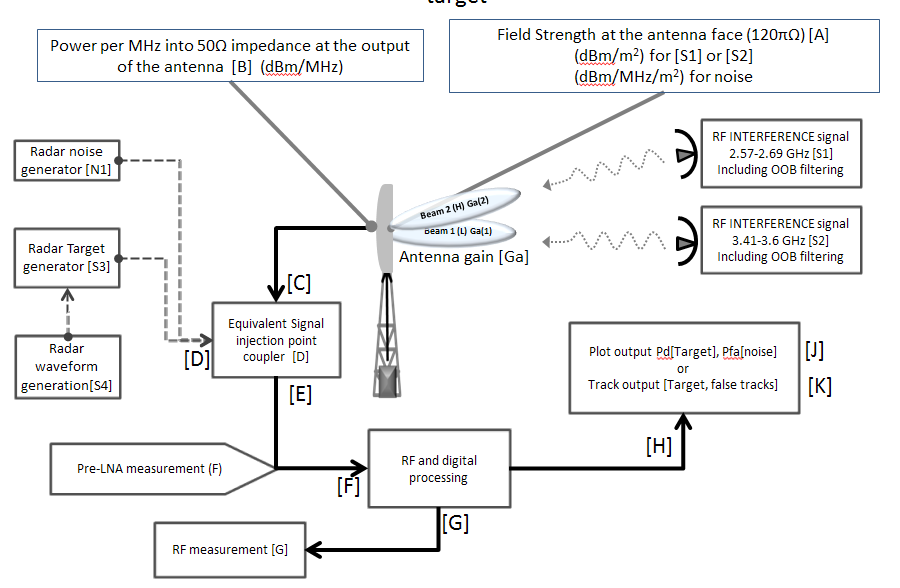 target
Power per MHz into 50Ω impedance at the output
of the antenna [B] (dBm/MHz)
Field Strength at the antenna face (120πΩ) [A]
(dBm/m²) for [S1] or [S2]
(dBm/MHz/m²) for noise
Radar noise
generator [N1]
RF INTERFERENCE signal
2.57-2.69 GHz [S1]
Including OOB filtering
Beam 2 (H) Ga(2)
Beam 1 (L) Ga(1)
Antenna gain [Ga]
RF INTERFERENCE signal
3.41-3.6 GHz [S2]
Including OOB filtering
Radar Target
generator [S3]
[C]
Equivalent Signal
injection point
coupler [D]
[D]
Radar
waveform
generation[S4]
[E]
Plot output Pd[Target], Pfa[noise]
or
Track output [Target, false tracks]
[J]
[K]
Pre-LNA measurement (F)
[F]
RF and digital
processing
[H]
[G]
RF measurement [G]